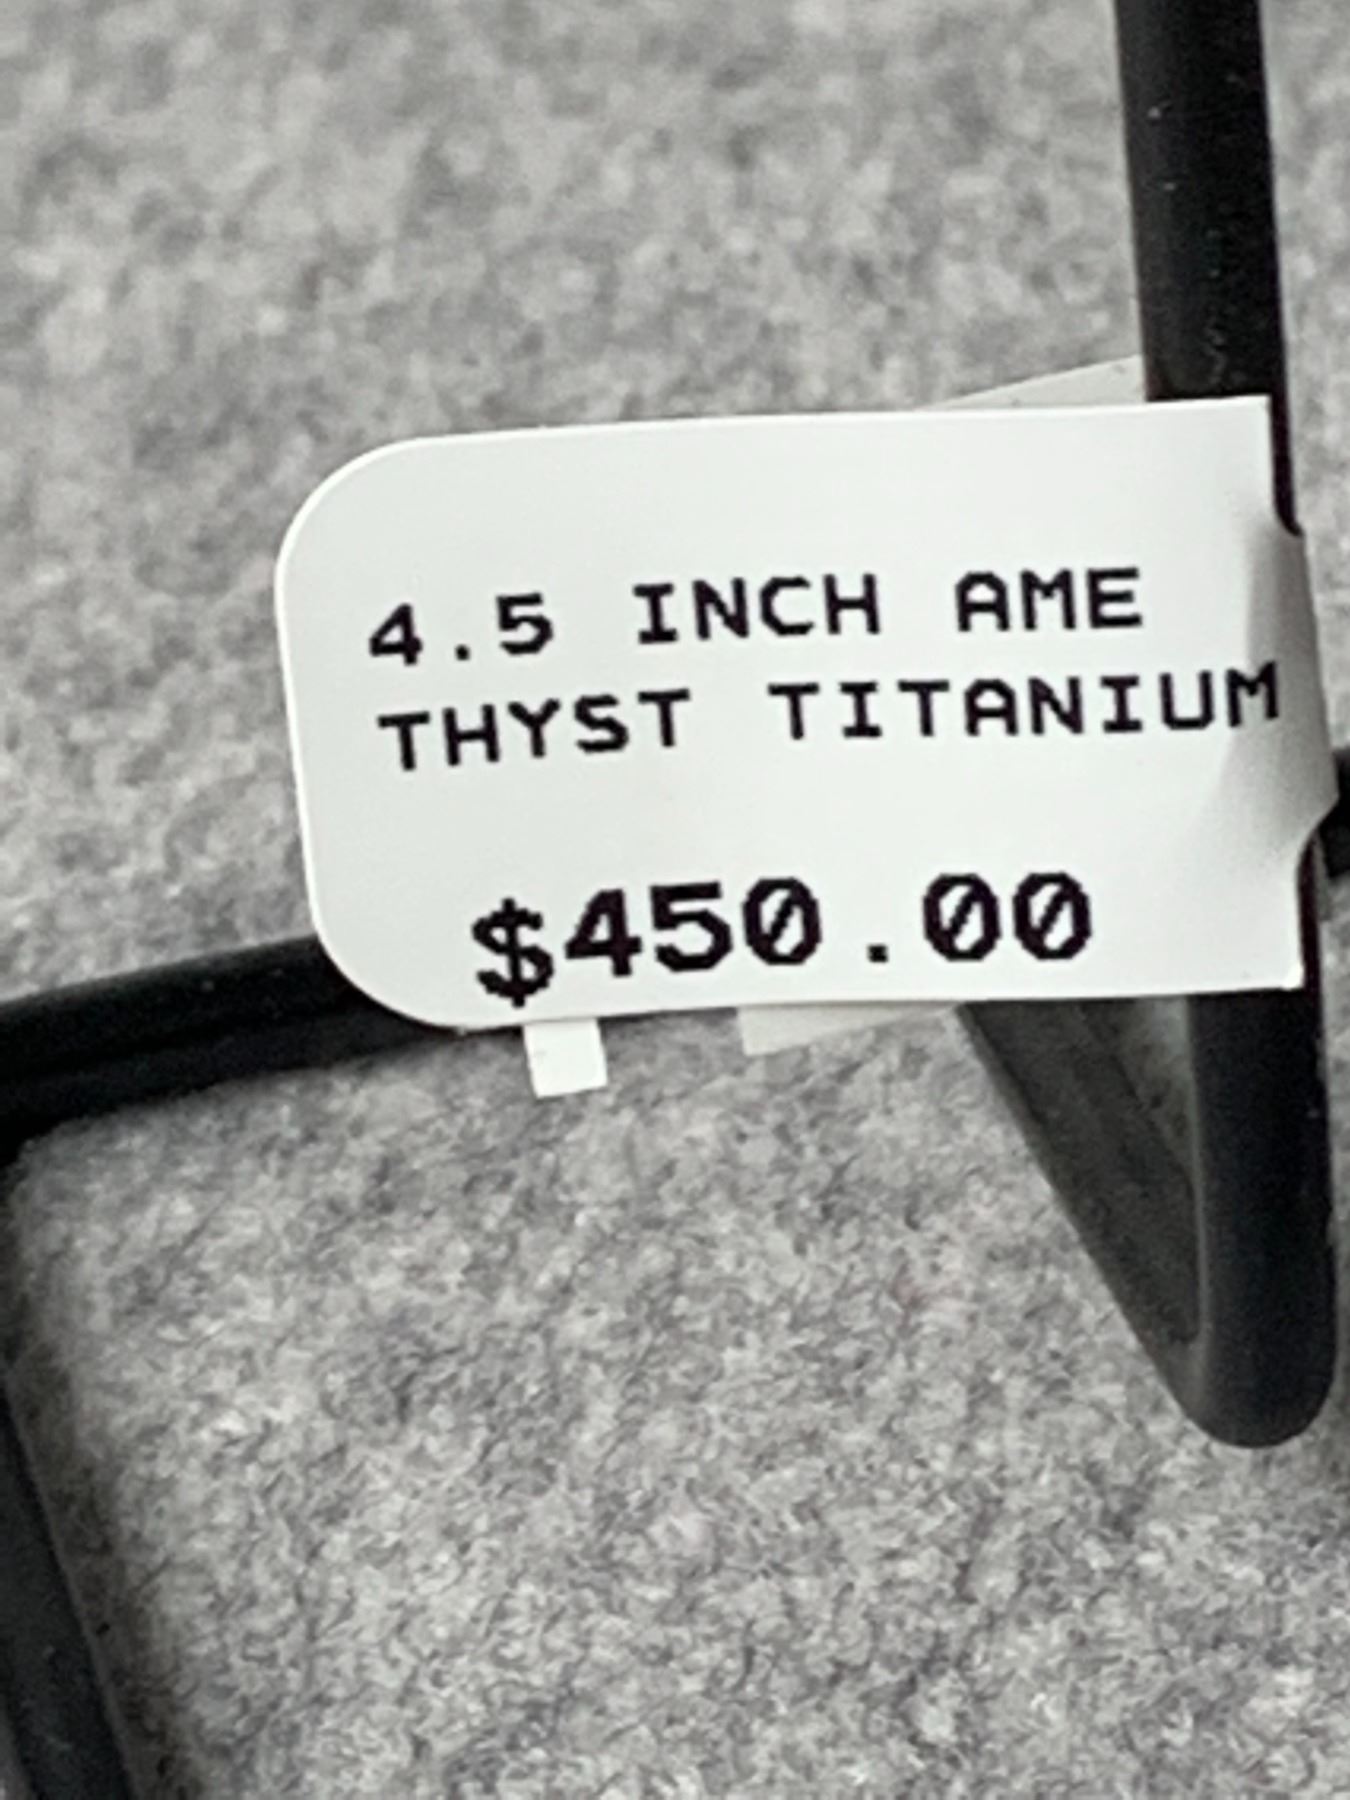 4.5 INCH AME
THYST TITANIUM
$450.00